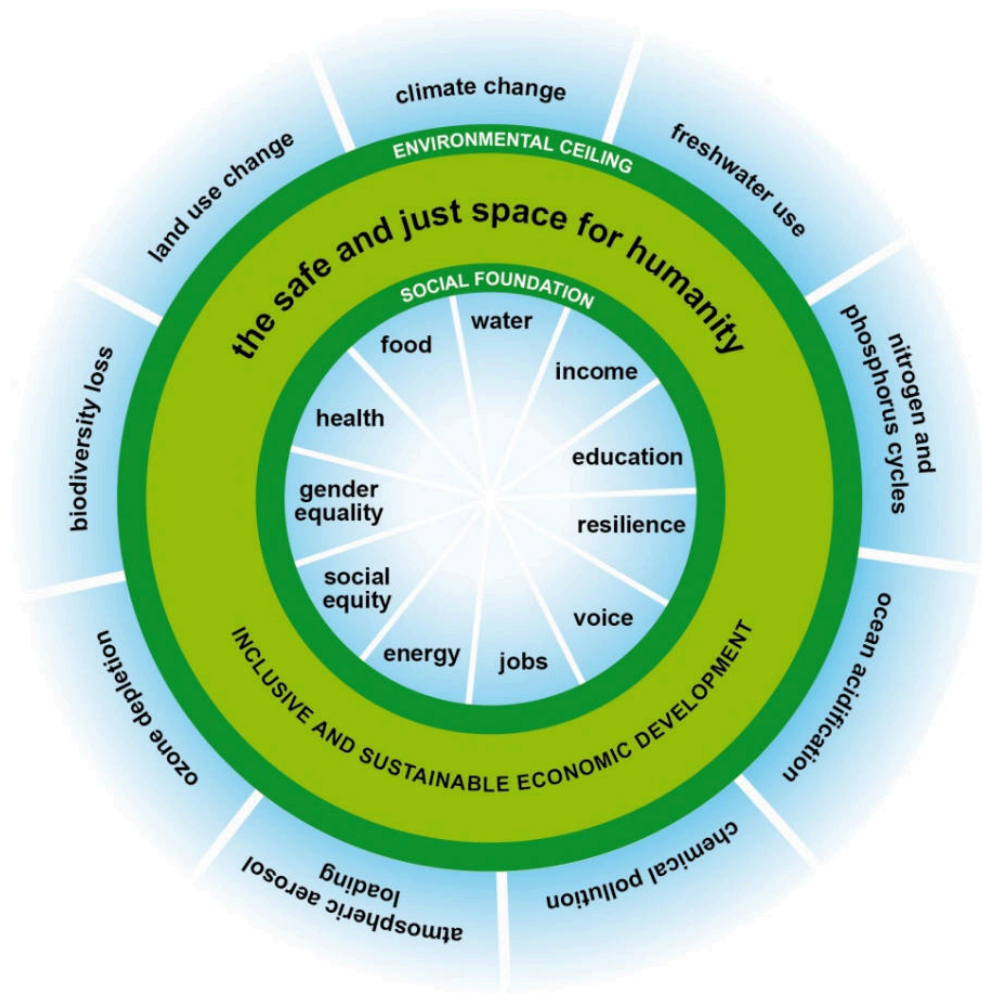 climate change
freshwater use
nitrogen and
phosphorus cycles
ocean acidification
chemical pollution
atmospheric aerosol
loading
ozone depletion
biodiversity loss
land use change
ENVIRONMENTAL CEILING
the safe and just space for humanity
SOCIAL FOUNDATION
water
income
education
resilience
voice
jobs
energy
social
equity
gender
equality
health
food
INCLUSIVE AND SUSTAINABLE ECONOMIC DEVELOPMENT